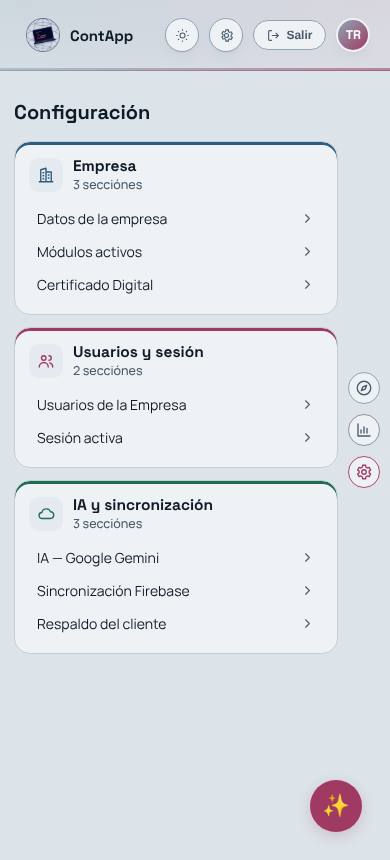 ContApp
Salir
TR
Configuración
Empresa
3 secciónes
Datos de la empresa
Módulos activos
Certificado Digital
Usuarios y sesión
2 secciónes
Usuarios de la Empresa
Sesión activa
IA y sincronización
3 secciónes
IA — Google Gemini
Sincronización Firebase
Respaldo del cliente